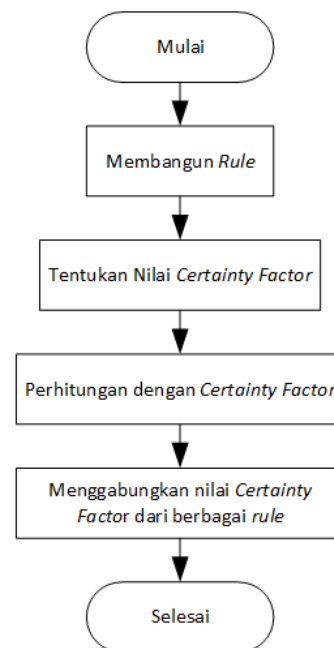 Mulai
Membangun Rule
Tentukan Nilai Certainty Factor
Perhitungan dengan Certainty Factor
Menggabungkan nilai Certainty
Factor dari berbagai rule
Selesai